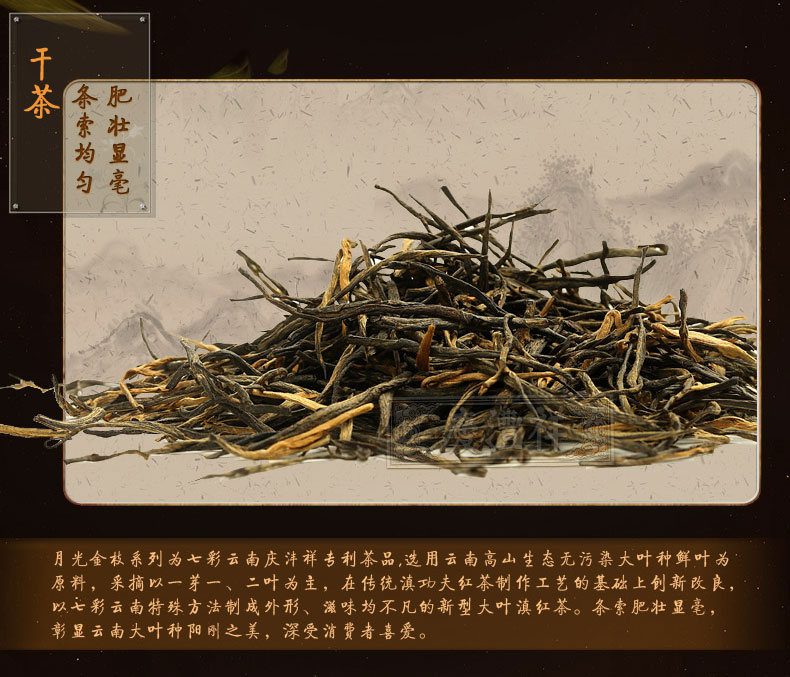 干茶
肥壮显毫
条索均匀
月光金枝系列为七彩云南庆沣祥专利茶品,选用云南高山生态无污染大叶种鲜叶为
原料，采摘以一芽一、二叶为主，在传统滇功夫红茶制作工艺的基础上创新改良，
以七彩云南特殊方法制成外形、滋味均不凡的新型大叶滇红茶。条索肥壮显毫，
彰显云南大叶种阳刚之美，深受消费者喜爱。